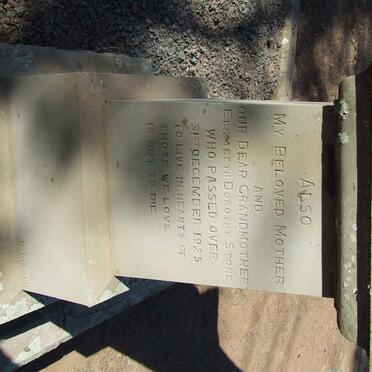 ALSO
MY BELOVED MOTHER
AND
OUR DEAR GRANDMOTHER
ELIZABETH DOROTHY STONE
WHO PASSED OVER
31ST DECEMBER 1925
TO LIVE IN HEARTS OF
THOSE WE LOVE
IS NOT TO DIE